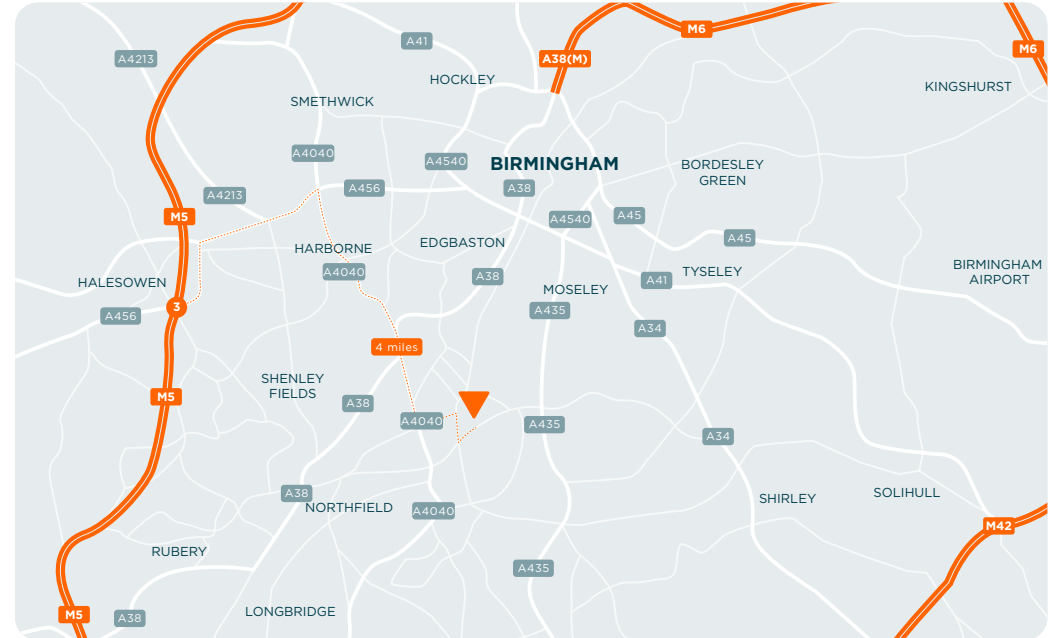 M6
A41
M6
A4213
A38(M)
HOCKLEY
KINGSHURST
SMETHWICK
A4040
A4540
BIRMINGHAM
BORDESLEY
GREEN
A4213
A456
A38
M5
A4540
A45
A45
HARBORNE
EDGBASTON
A4040
A38
A41
TYSELEY
BIRMINGHAM
AIRPORT
HALESOWEN
MOSELEY
3
A456
A435
A34
4 miles
SHENLEY
FIELDS
M5
A38
A4040
A435
A34
A38
NORTHFIELD
A4040
SHIRLEY
SOLIHULL
M42
RUBERY
A435
M5
A38
LONGBRIDGE